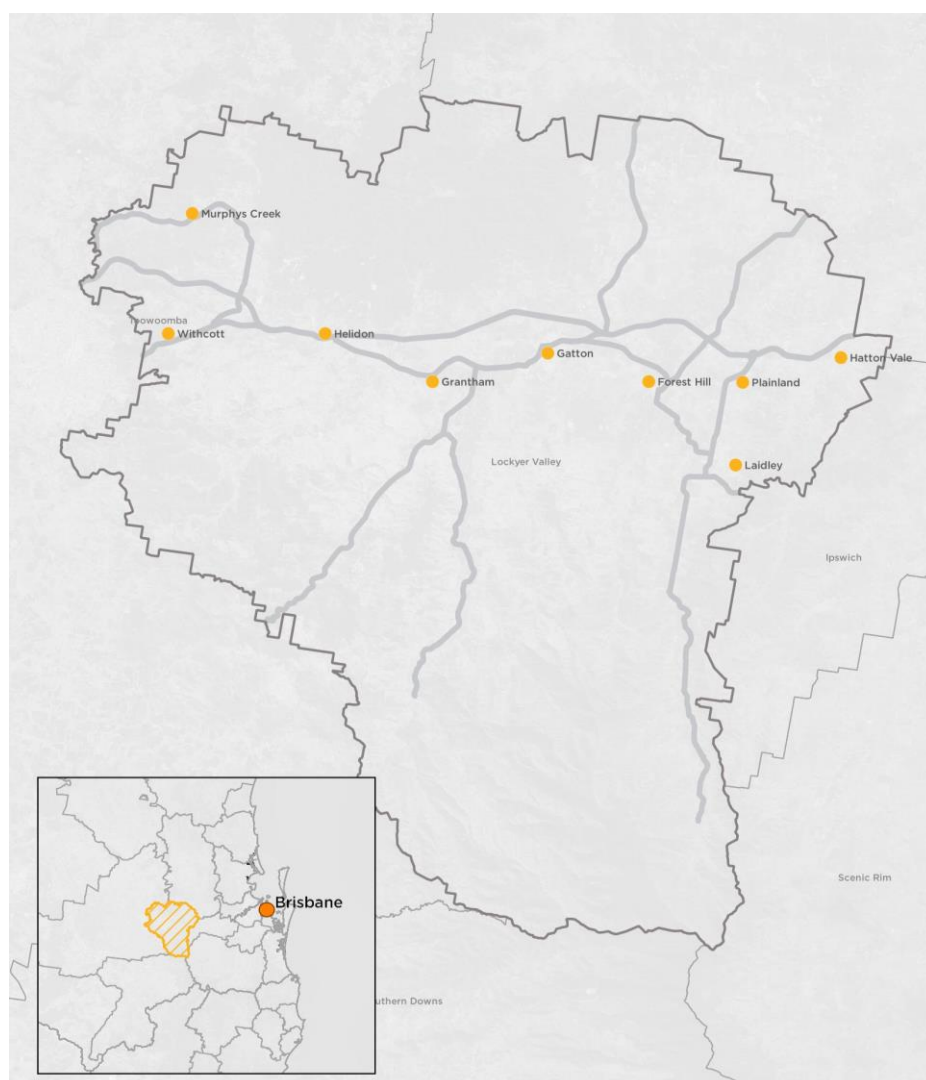 Murphys Creek
Toowoomba
Withcott
Helidon
Gatton
Hatton Vale
Grantham
Forest Hill
Plainland
Lockyer Valley
Laidley
Ipswich
Scenic Rim
Brisbane
uthern Downs